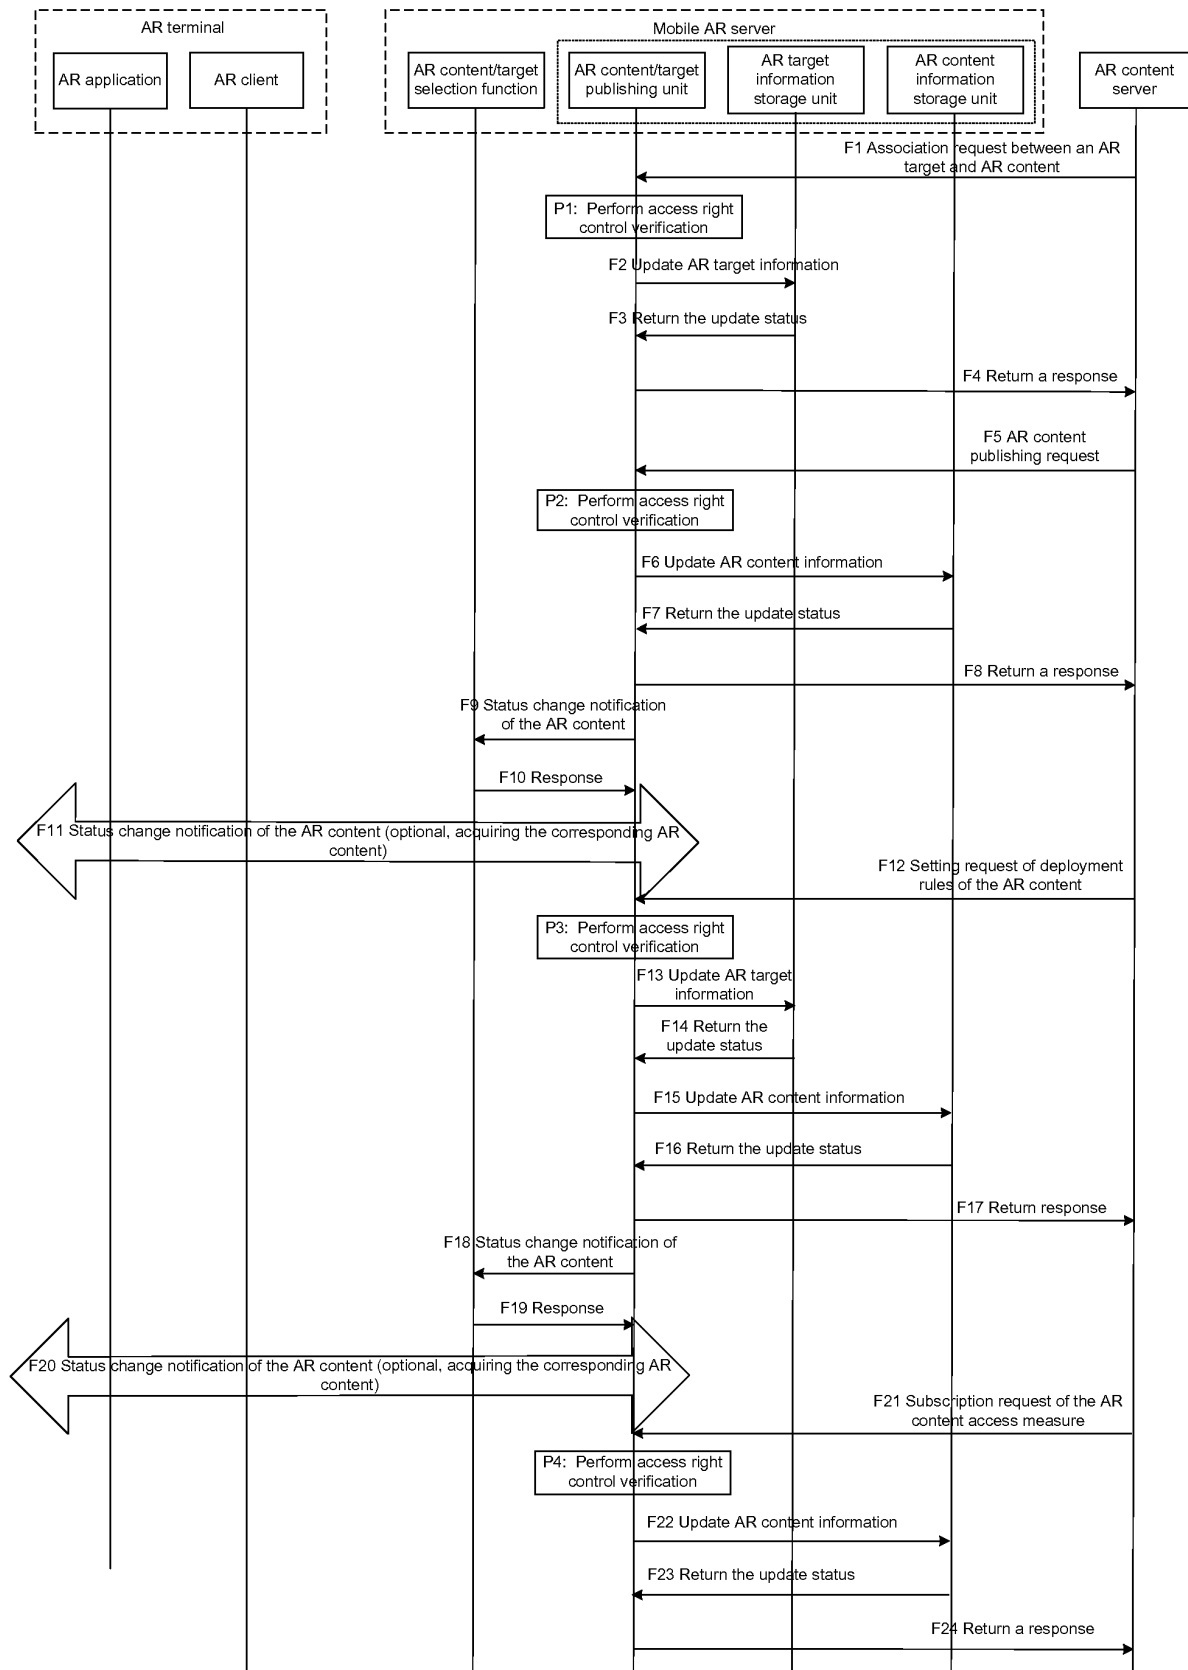 AR terminal
Mobile AR server
AR application
AR client
AR content/target
selection function
AR content/target
publishing unit
AR target
information
storage unit
AR content
information
storage unit
AR content
server
F1 Association request between an AR
target and AR content
P1: Perform access right
control verification
F2 Update AR target information
F3 Return the update status
F4 Return a response
F5 AR content
publishing request
P2: Perform access right
control verification
F6 Update AR content information
F7 Return the update status
F8 Return a response
F9 Status change notification
of the AR content
F10 Response
F11 Status change notification of the AR content (optional, acquiring the corresponding AR
content)
F12 Setting request of deployment
rules of the AR content
P3: Perform access right
control verification
F13 Update AR target
information
F14 Return the
update status
F15 Update AR content information
F16 Return the update status
F17 Return response
F18 Status change notification of
the AR content
F19 Response
F20 Status change notification of the AR content (optional, acquiring the corresponding AR
content)
F21 Subscription request of the AR
content access measure
P4: Perform access right
control verification
F22 Update AR content information
F23 Return the update status
F24 Return a response